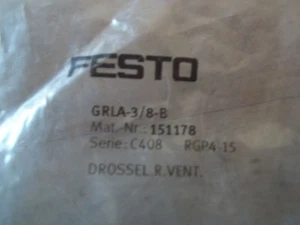 FESTO
GRLA-3/8-B
Mat.-Nr.: 151178
Serie: C408 RGP4-15
DROSSEL.R.VENT.